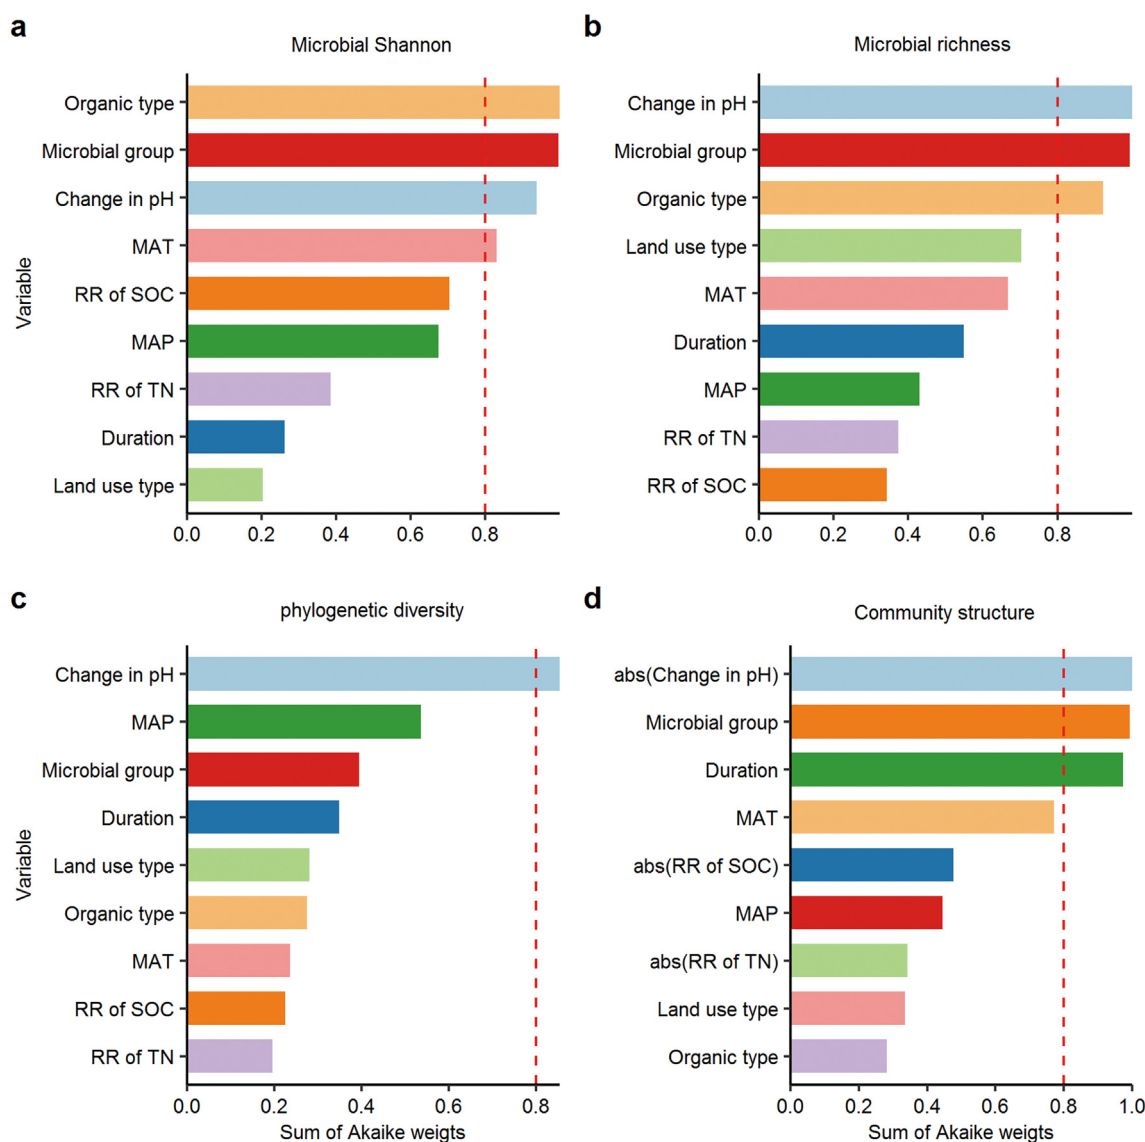 a
Microbial Shannon
Variable
Organic type
Microbial group
Change in pH
MAT
RR of SOC
MAP
RR of TN
Duration
Land use type
0.0 0.2 0.4 0.6 0.8
b
Microbial richness
Change in pH
Microbial group
Organic type
Land use type
MAT
Duration
MAP
RR of TN
RR of SOC
0.0 0.2 0.4 0.6 0.8
c
phylogenetic diversity
Variable
Change in pH
MAP
Microbial group
Duration
Land use type
Organic type
MAT
RR of SOC
RR of TN
0.0 0.2 0.4 0.6 0.8
Sum of Akaike weigts
d
Community structure
abs(Change in pH)
Microbial group
Duration
MAT
abs(RR of SOC)
MAP
abs(RR of TN)
Land use type
Organic type
0.0 0.2 0.4 0.6 0.8 1.0
Sum of Akaike weigts